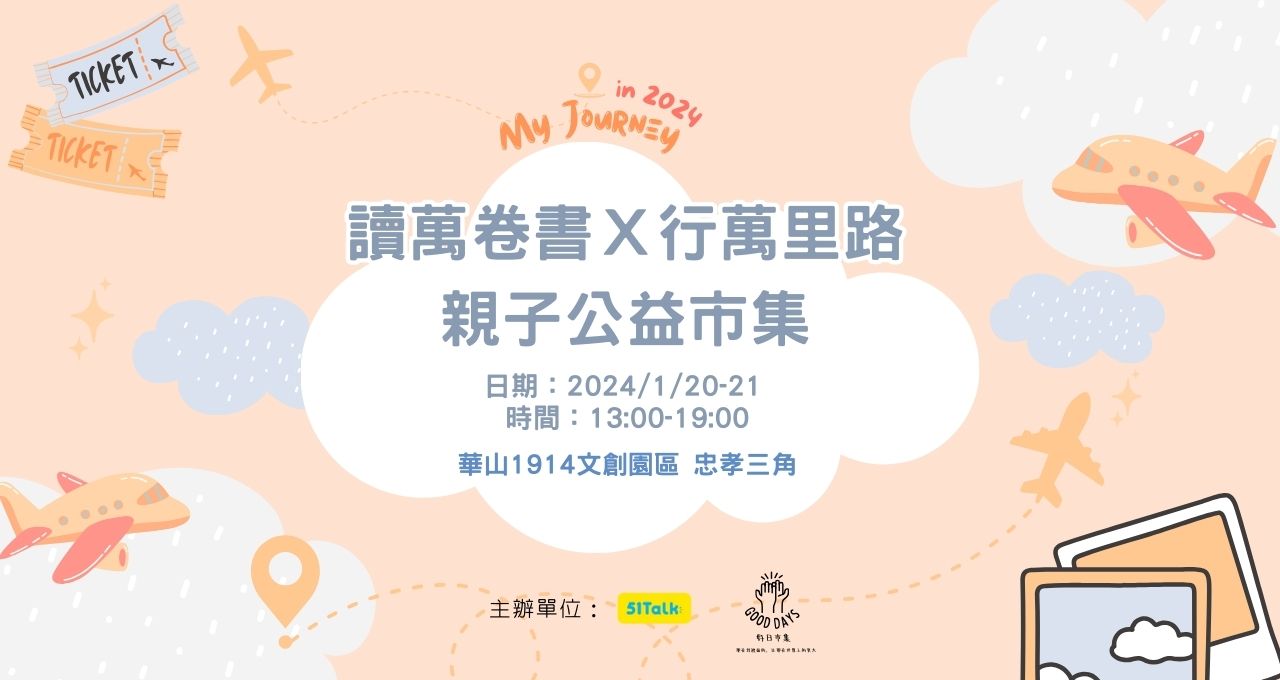 TICKET
TICKET
in 2024
My JOURNEY
讀萬卷書X行萬里路
親子公益市集
日期：2024/1/20-21
時間：13:00-19:00
華山1914文創園區 忠孝三角
主辦單位：
51Talk
GOOD DAYS
好日市集